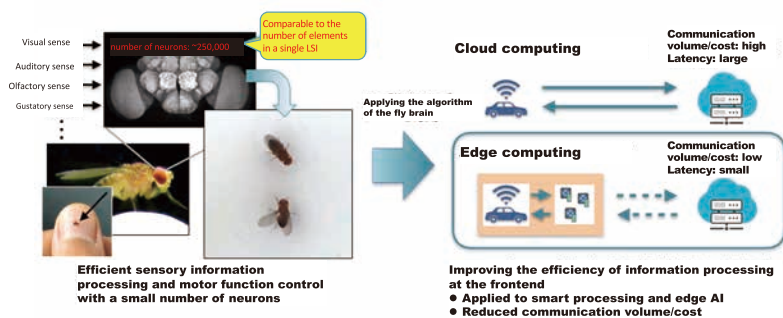 Visual sense
Auditory sense
Olfactory sense
Gustatory sense
number of neurons: ~250,000
Comparable to the
number of elements
in a single LSI
Efficient sensory information
processing and motor function control
with a small number of neurons
Applying the algorithm
of the fly brain
Cloud computing
Communication
volume/cost: high
Latency: large
Edge computing
Communication
volume/cost: low
Latency: small
Improving the efficiency of information processing
at the frontend
● Applied to smart processing and edge AI
● Reduced communication volume/cost